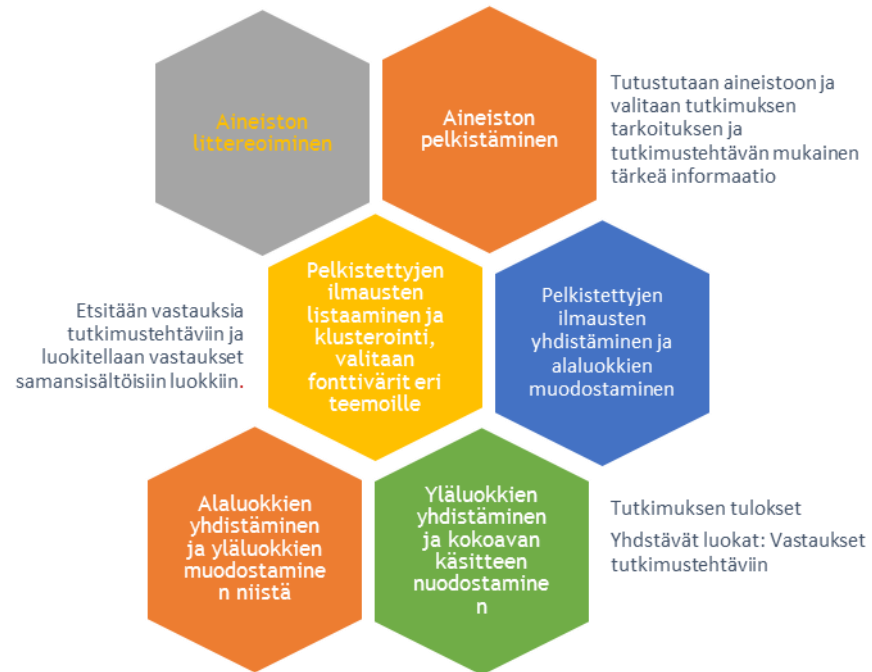 Aineiston
littereoiminen
Aineiston
pelkistäminen
Tutustutaan aineistoon ja
valitaan tutkimuksen
tarkoituksen ja
tutkimustehtävän mukainen
tärkeä informaatio
Etsitään vastauksia
tutkimustehtäviin ja
luokitellaan vastaukset
samansisältöisiin luokkiin.
Pelkistettyjen
ilmausten
listaaminen ja
klusterointi,
valitaan
fonttivärit eri
teemoille
Pelkistettyjen
ilmausten
yhdistäminen ja
alaluokkien
muodostaminen
Alaluokkien
yhdistäminen
ja yläluokkien
muodostamine
n niistä
Yläluokkien
yhdistäminen
ja kokoavan
käsitteen
nuodostamine
n
Tutkimuksen tulokset
Yhdstävät luokat: Vastaukset
tutkimustehtäviin